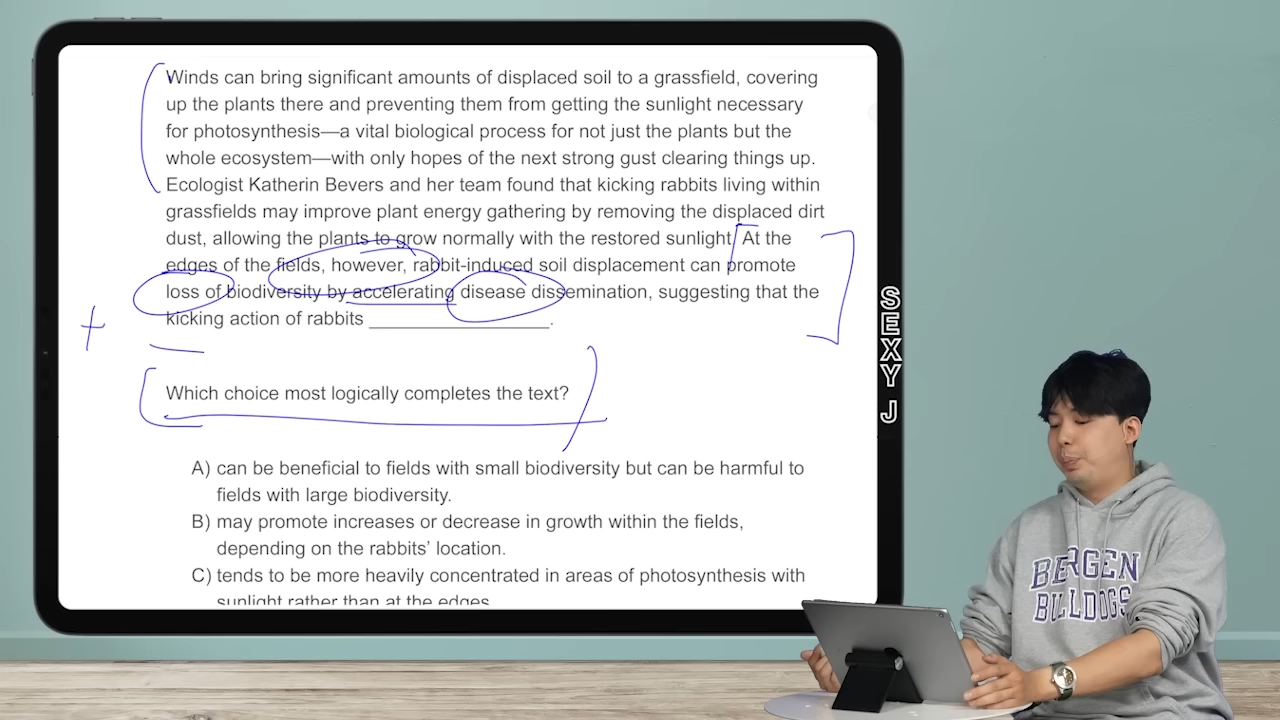 Winds can bring significant amounts of displaced soil to a grassfield, covering
up the plants there and preventing them from getting the sunlight necessary
for photosynthesis—a vital biological process for not just the plants but the
whole ecosystem—with only hopes of the next strong gust clearing things up.
Ecologist Katherin Bevers and her team found that kicking rabbits living within
grassfields may improve plant energy gathering by removing the displaced dirt
dust, allowing the plants to grow normally with the restored sunlight. At the
edges of the fields, however, rabbit-induced soil displacement can promote
loss of biodiversity by accelerating disease dissemination, suggesting that the
kicking action of rabbits ____________________.
+
Which choice most logically completes the text?
A) can be beneficial to fields with small biodiversity but can be harmful to
fields with large biodiversity.
B) may promote increases or decrease in growth within the fields,
depending on the rabbits' location.
C) tends to be more heavily concentrated in areas of photosynthesis with
sunlight rather than at the edges
SEXY J
BERGEN
BULLDOGS